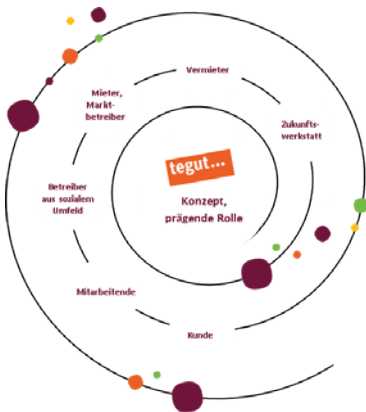 Vermieter
Mieter,
Markt-
betreiber
Zukunfts-
werkstatt
tegut...
Konzept,
prägende Rolle
Betreiber
aus sozialem
Umfeld
Mitarbeitende
Kunde